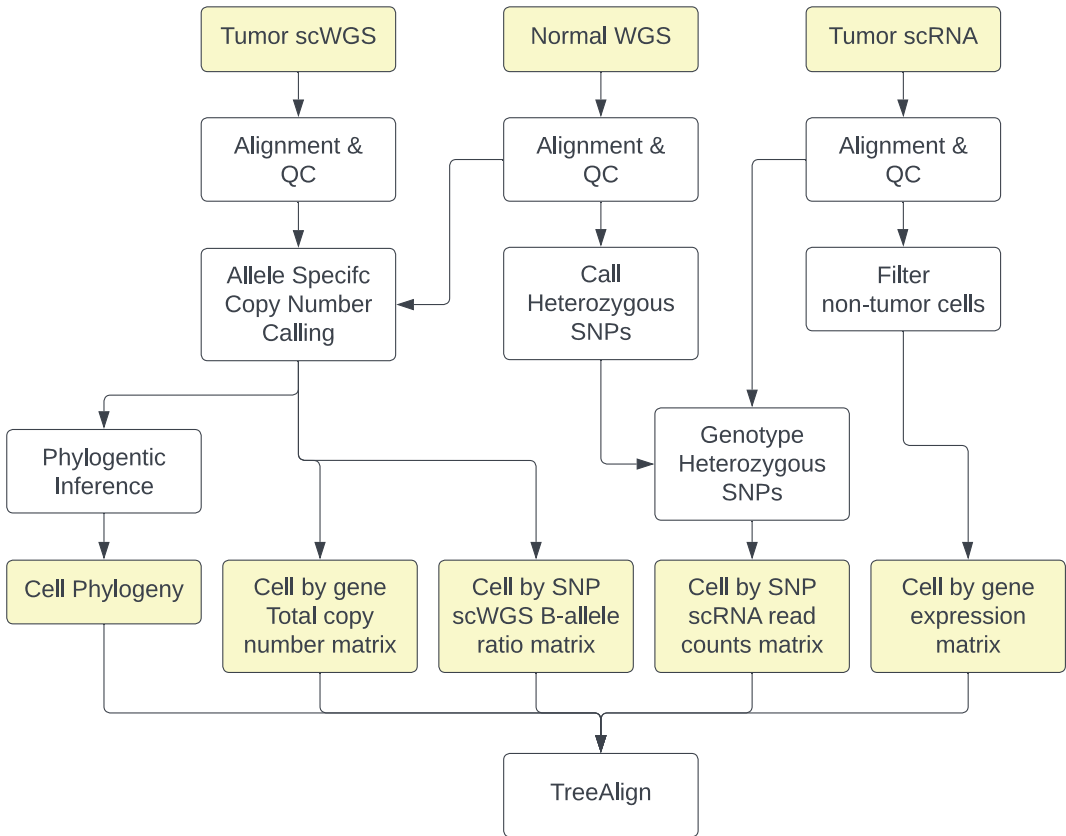 Tumor scWGS
Normal WGS
Tumor scRNA
Alignment &
QC
Alignment &
QC
Alignment &
QC
Allele Specifc
Copy Number
Calling
Call
Heterozygous
SNPs
Filter
non-tumor cells
Phylogentic
Inference
Genotype
Heterozygous
SNPs
Cell Phylogeny
Cell by gene
Total copy
number matrix
Cell by SNP
scWGS B-allele
ratio matrix
Cell by SNP
scRNA read
counts matrix
Cell by gene
expression
matrix
TreeAlign